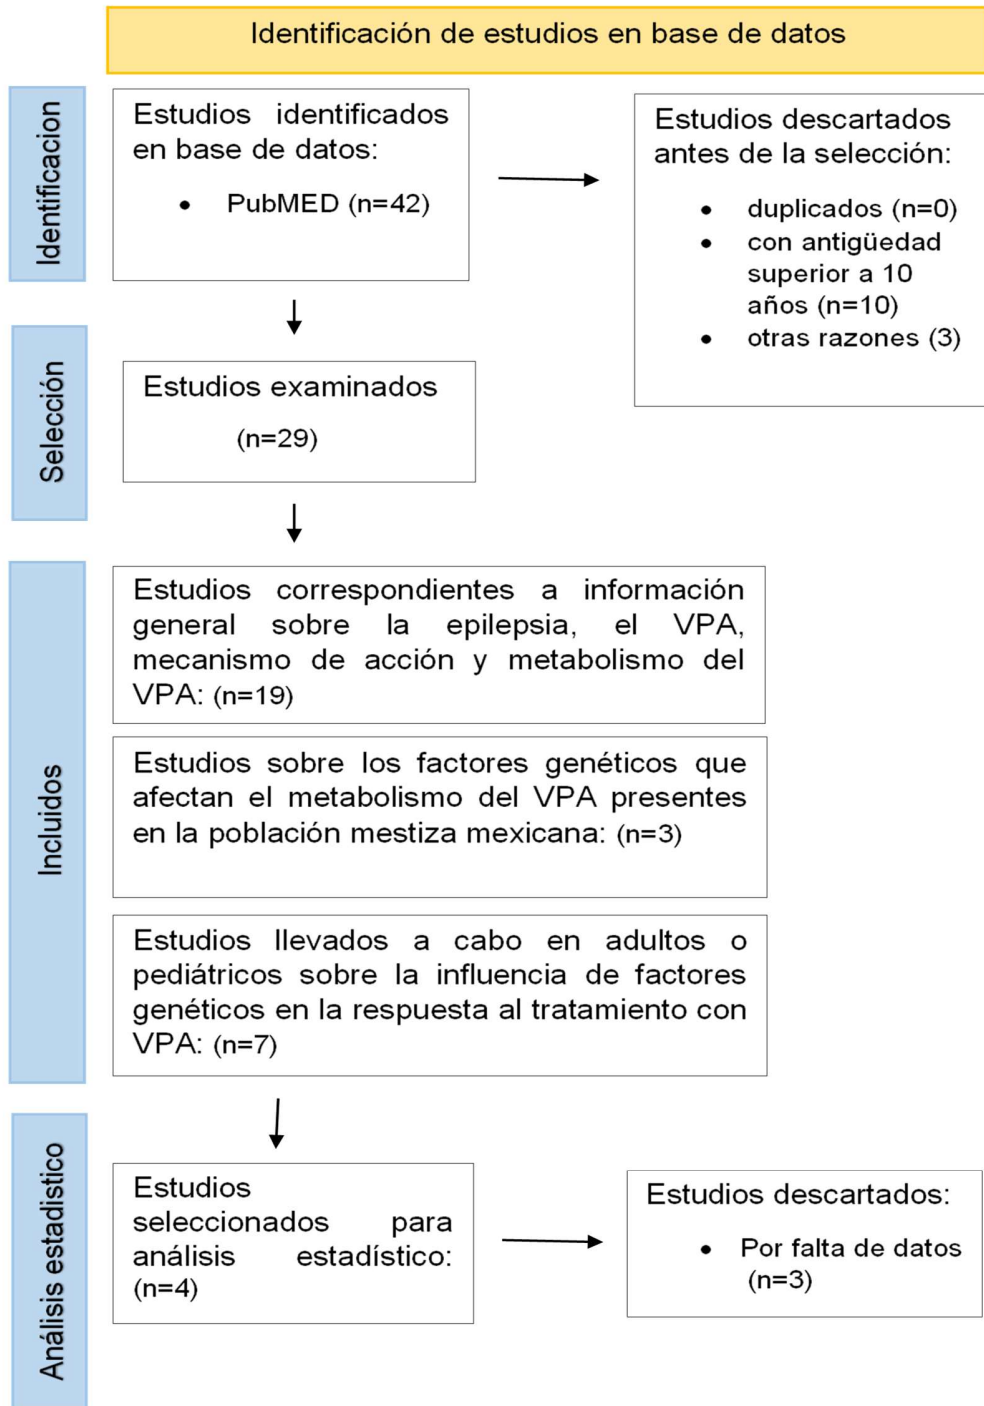 Identificación de estudios en base de datos
Identificacion
Estudios identificados
en base de datos:
• PubMED (n=42)
Estudios descartados
antes de la selección:
• duplicados (n=0)
• con antigüedad
superior a 10
años (n=10)
• otras razones (3)
Selección
Estudios examinados
(n=29)
Incluidos
Estudios correspondientes a información
general sobre la epilepsia, el VPA,
mecanismo de acción y metabolismo del
VPA: (n=19)
Estudios sobre los factores genéticos que
afectan el metabolismo del VPA presentes
en la población mestiza mexicana: (n=3)
Estudios llevados a cabo en adultos o
pediátricos sobre la influencia de factores
genéticos en la respuesta al tratamiento con
VPA: (n=7)
Análisis estadistico
Estudios
seleccionados para
análisis estadístico:
(n=4)
Estudios descartados:
• Por falta de datos
(n=3)